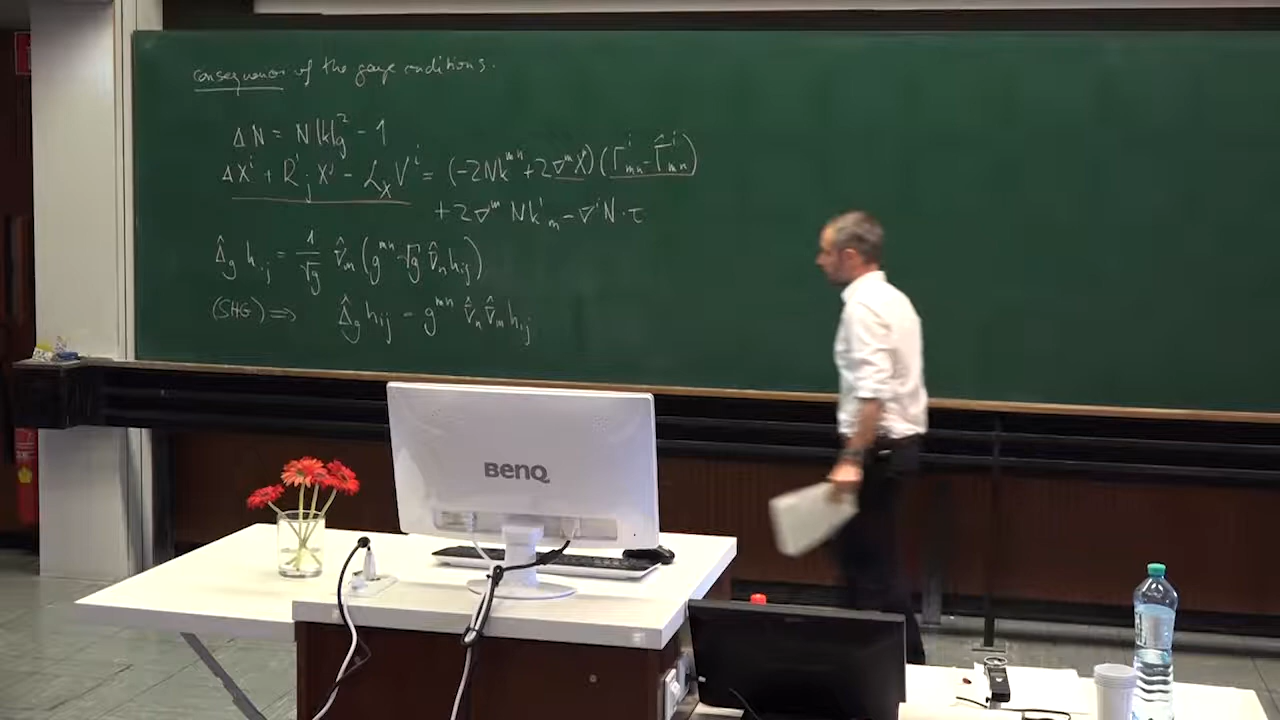 consequences of the gauge conditions.
ΔN = N|k|_g^2 - 1
ΔX^i + R^i_j X^j - L_X V^i = (-2Nk^{mn} + 2∇^m X^n)(Γ^i_{mn} - Γ̂^i_{mn})
+ 2∇^m N k^i_m - ∇^i N · τ
Δ̂_g h_{ij} = 1/√g ∇̂_m (g^{mn} √g ∇̂_n h_{ij})
(SHG) ⟹ Δ̂_g h_{ij} = g^{mn} ∇̂_n ∇̂_m h_{ij}
BenQ